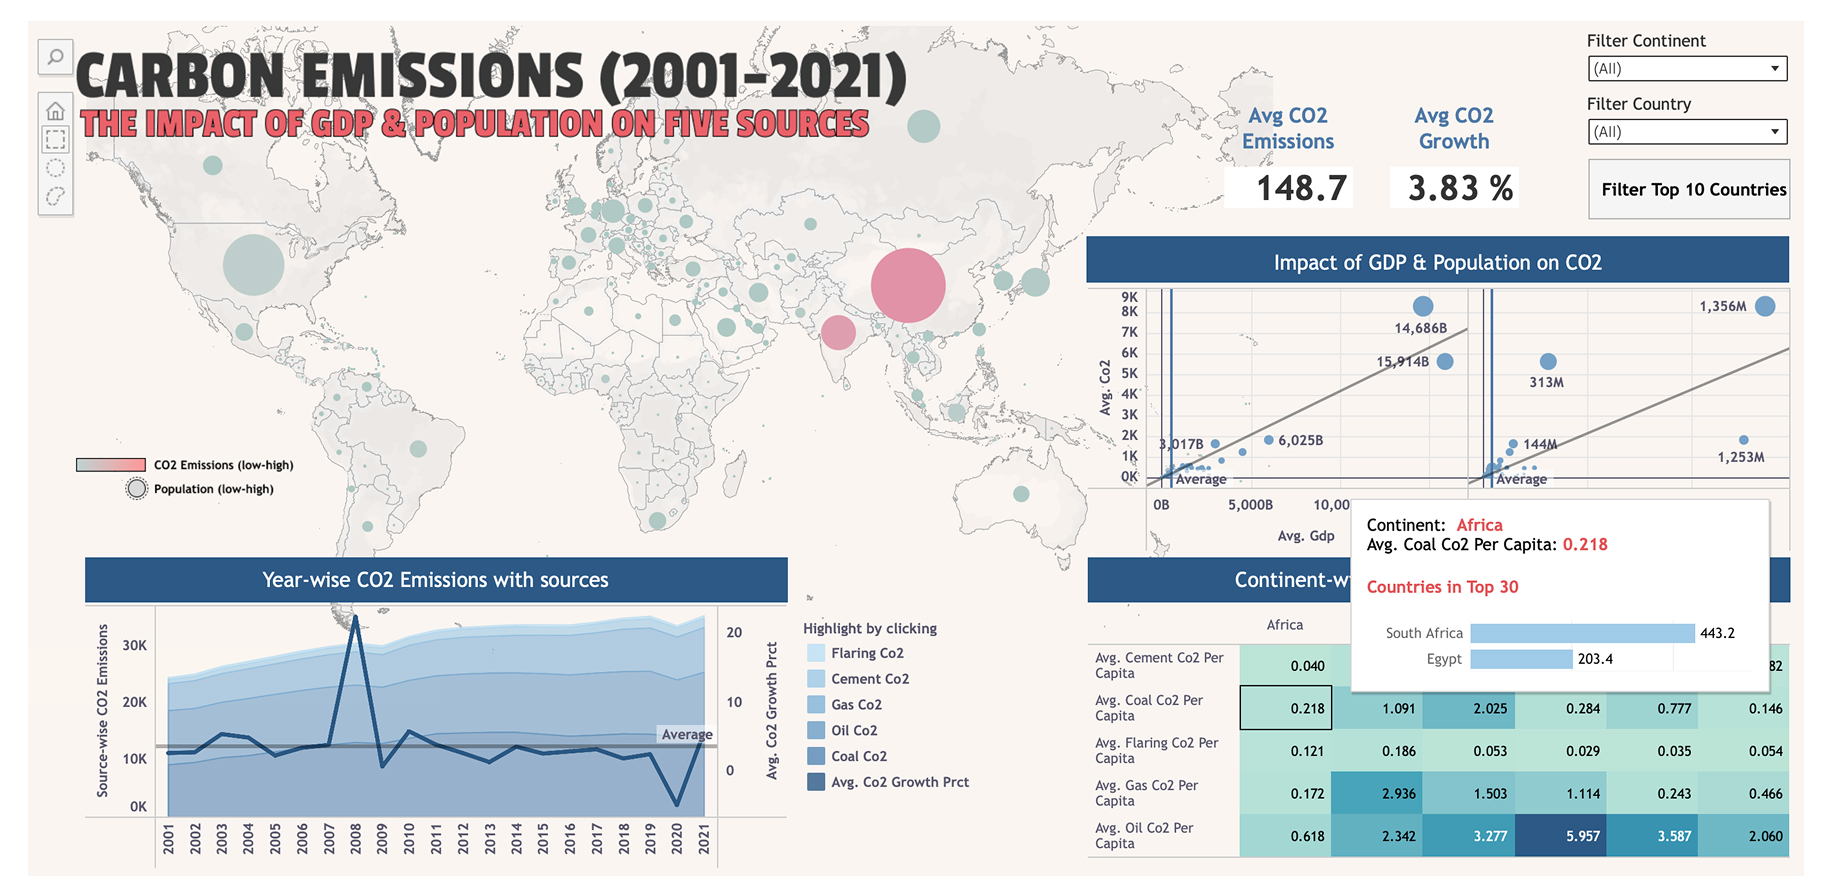 CARBON EMISSIONS (2001-2021)
THE IMPACT OF GDP & POPULATION ON FIVE SOURCES
Filter Continent
(All)
Filter Country
(All)
Filter Top 10 Countries
Avg CO2
Emissions
148.7
Avg CO2
Growth
3.83 %
CO2 Emissions (low-high)
Population (low-high)
Impact of GDP & Population on CO2
Avg. Co2
9K
8K
7K
6K
5K
4K
3K
2K
1K
0K
14,686B
15,914B
3,017B
6,025B
Average
1,356M
313M
144M
1,253M
Average
0B
5,000B
10,00
Avg. Gdp
Continent: Africa
Avg. Coal Co2 Per Capita: 0.218
Countries in Top 30
South Africa 443.2
Egypt 203.4
Year-wise CO2 Emissions with sources
Source-wise CO2 Emissions
30K
20K
10K
0K
Average
20
10
0
Avg. Co2 Growth Prct
2001 2002 2003 2004 2005 2006 2007 2008 2009 2010 2011 2012 2013 2014 2015 2016 2017 2018 2019 2020 2021
Highlight by clicking
Flaring Co2
Cement Co2
Gas Co2
Oil Co2
Coal Co2
Avg. Co2 Growth Prct
Continent-w
Africa
Avg. Cement Co2 Per
Capita
0.040 82
Avg. Coal Co2 Per
Capita
0.218 1.091 2.025 0.284 0.777 0.146
Avg. Flaring Co2 Per
Capita
0.121 0.186 0.053 0.029 0.035 0.054
Avg. Gas Co2 Per
Capita
0.172 2.936 1.503 1.114 0.243 0.466
Avg. Oil Co2 Per
Capita
0.618 2.342 3.277 5.957 3.587 2.060